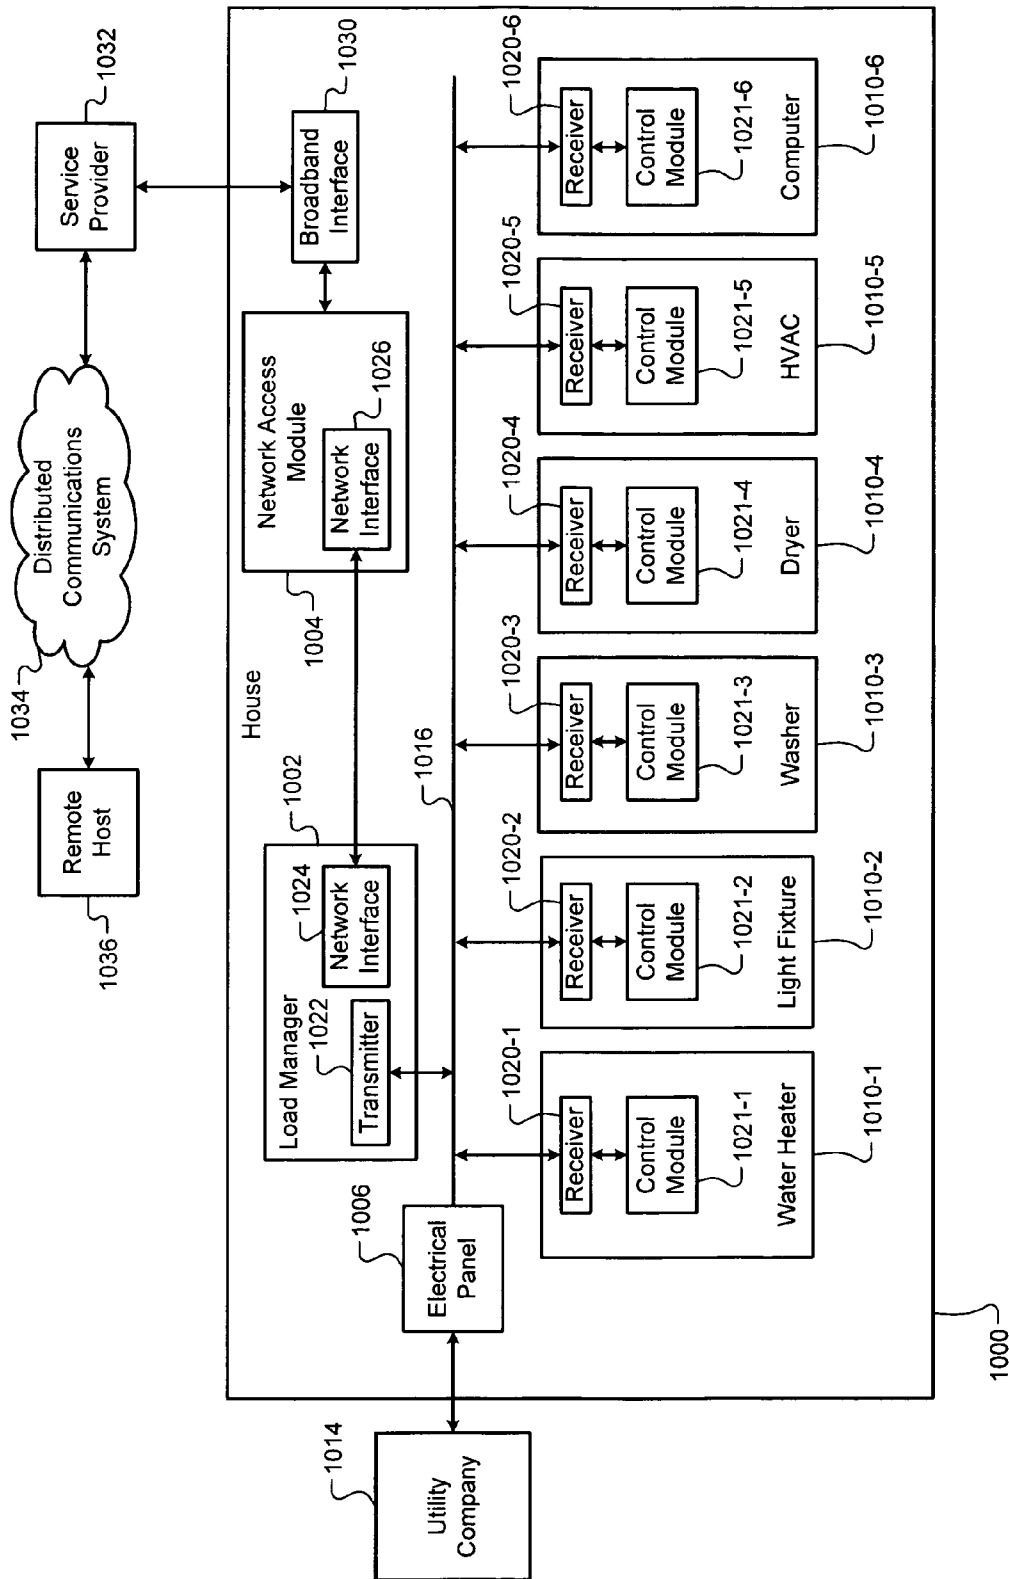 Remote
Host
1036
1034
Distributed
Communications
System
Service
Provider
1032
House
Load Manager
1002
1022
Transmitter
1024
Network
Interface
1004
Network Access
Module
Network
Interface
1026
Broadband
Interface
1030
Utility
Company
1014
Electrical
Panel
1006
1016
1020-1
Receiver
Control
Module
1021-1
Water Heater
1010-1
1020-2
Receiver
Control
Module
1021-2
Light Fixture
1010-2
1020-3
Receiver
Control
Module
1021-3
Washer
1010-3
1020-4
Receiver
Control
Module
1021-4
Dryer
1010-4
1020-5
Receiver
Control
Module
1021-5
HVAC
1010-5
1020-6
Receiver
Control
Module
1021-6
Computer
1010-6
1000